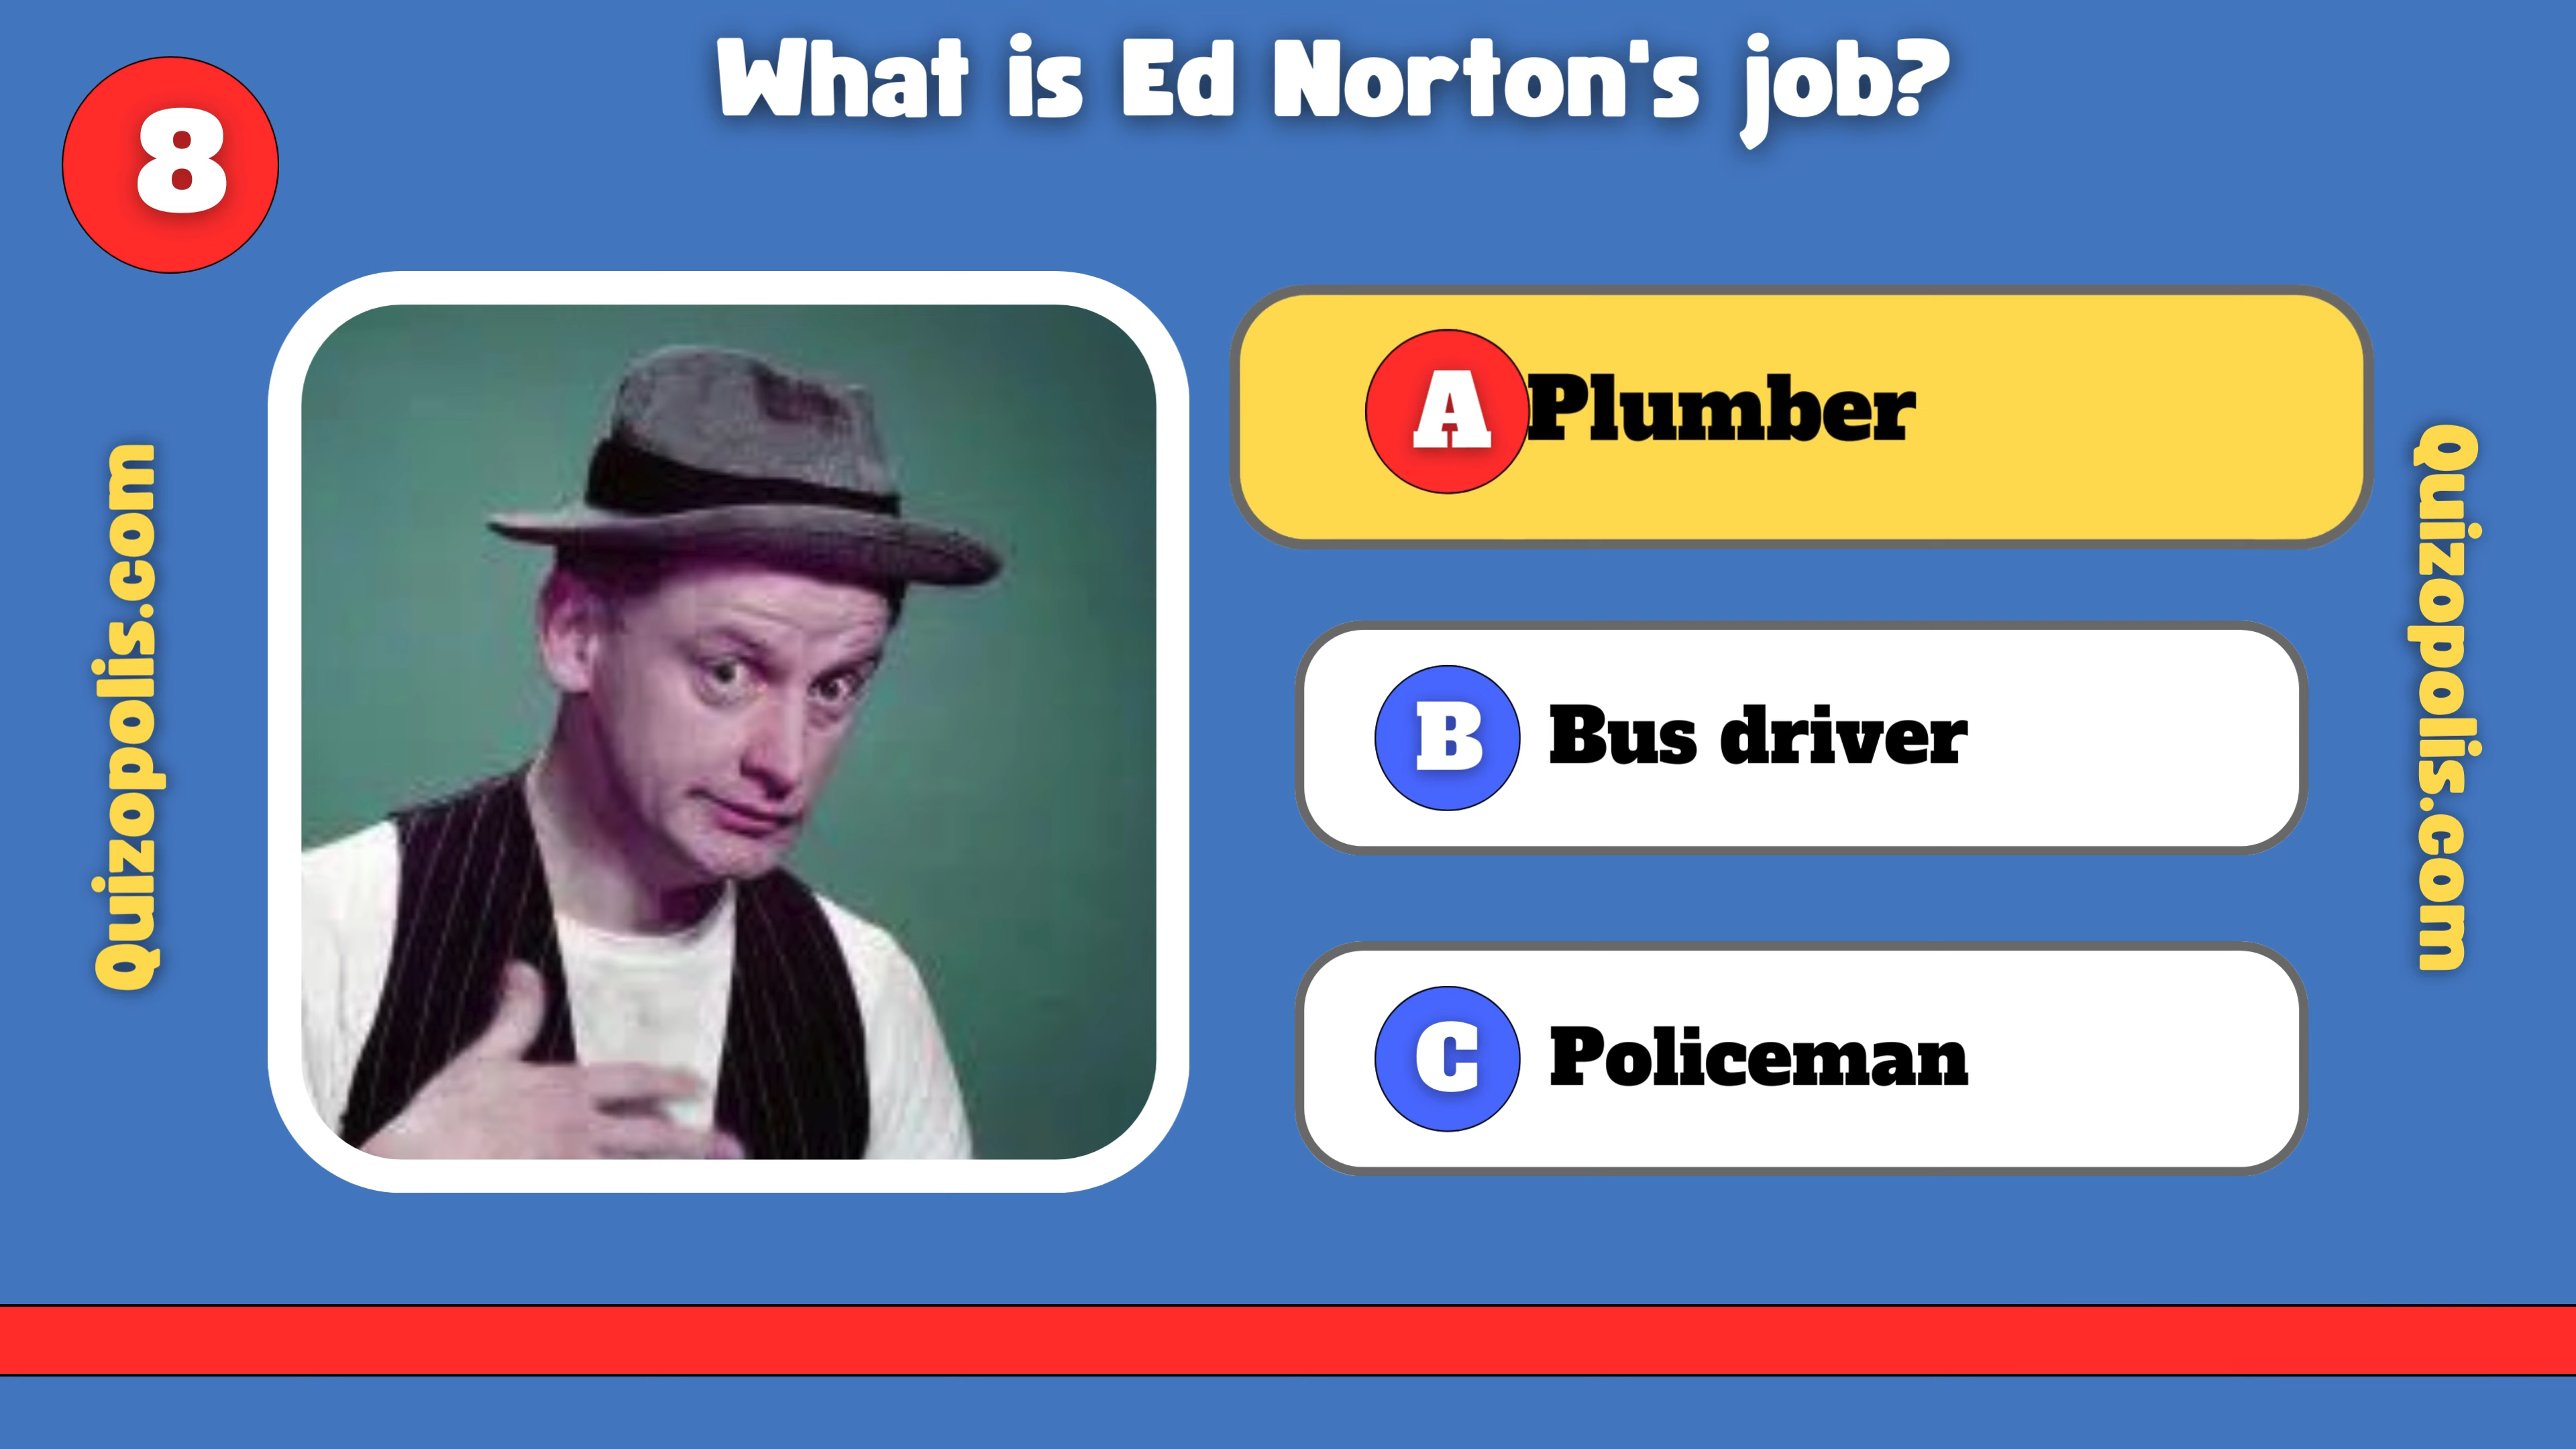 What is Ed Norton's job?
8
A Plumber
B Bus driver
C Policeman
Quizopolis.com
Quizopolis.com